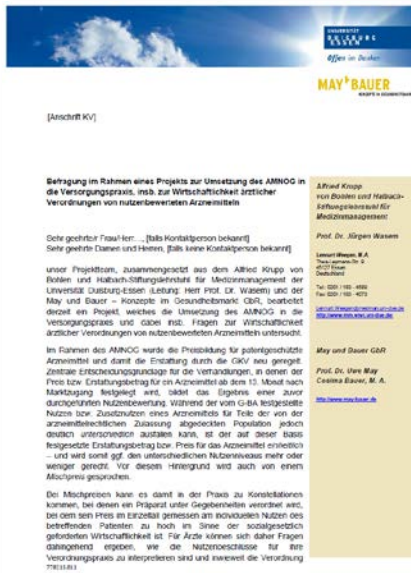 UNIVERSITÄT
DUISBURG
ESSEN
Offen im Denken
MAY BAUER
[Anschrift KV]
Befragung im Rahmen eines Projekts zur Umsetzung des AMNOG in
die Versorgungspraxis, insb. zur Wirtschaftlichkeit ärztlicher
Verordnungen von nutzenbewerteten Arzneimitteln
Sehr geehrte/r Frau/Herr..., [falls Kontaktperson bekannt]
Sehr geehrte Damen und Herren, [falls keine Kontaktperson bekannt]
unser Projektteam, zusammengesetzt aus dem Alfried Krupp von
Bohlen und Halbach-Stiftungslehrstuhl für Medizinmanagement der
Universität Duisburg-Essen (Leitung: Herr Prof. Dr. Wasem) und der
May und Bauer – Konzepte im Gesundheitsmarkt GbR, bearbeitet
derzeit ein Projekt, welches die Umsetzung des AMNOG in die
Versorgungspraxis und dabei insb. Fragen zur Wirtschaftlichkeit
ärztlicher Verordnungen von nutzenbewerteten Arzneimitteln untersucht.
Im Rahmen des AMNOG wurde die Preisbildung für patentgeschützte
Arzneimittel und damit die Erstattung durch die GKV neu geregelt.
Zentrale Entscheidungsgrundlage für die Verhandlungen, in denen der
Preis bzw. Erstattungsbetrag für ein Arzneimittel ab dem 13. Monat nach
Marktzugang festgelegt wird, bildet das Ergebnis einer zuvor
durchgeführten Nutzenbewertung. Während der vom G-BA festgestellte
Nutzen bzw. Zusatznutzen eines Arzneimittels für Teile der von der
arzneimittelrechtlichen Zulassung abgedeckten Population jedoch
deutlich unterschiedlich ausfallen kann, ist der auf dieser Basis
festgesetzte Erstattungsbetrag bzw. Preis für das Arzneimittel einheitlich
– und wird somit ggf. den unterschiedlichen Nutzenniveaus mehr oder
weniger gerecht. Vor diesem Hintergrund wird auch von einem
Mischpreis gesprochen.
Bei Mischpreisen kann es damit in der Praxis zu Konstellationen
kommen, bei denen ein Präparat unter Gegebenheiten verordnet wird,
bei dem sein Preis im Einzelfall gemessen am individuellen Nutzen des
betreffenden Patienten zu hoch im Sinne der sozialgesetzlich
geforderten Wirtschaftlichkeit ist. Für Ärzte können sich daher Fragen
dahingehend ergeben, wie die Nutzenbeschlüsse für ihre
Verordnungspraxis zu interpretieren sind und inwieweit die Verordnung
Alfried Krupp
von Bohlen und Halbach-
Stiftungslehrstuhl für
Medizinmanagement
Prof. Dr. Jürgen Wasem
45127 Essen
Deutschland
May und Bauer GbR
Prof. Dr. Uwe May
Cosima Bauer, M. A.